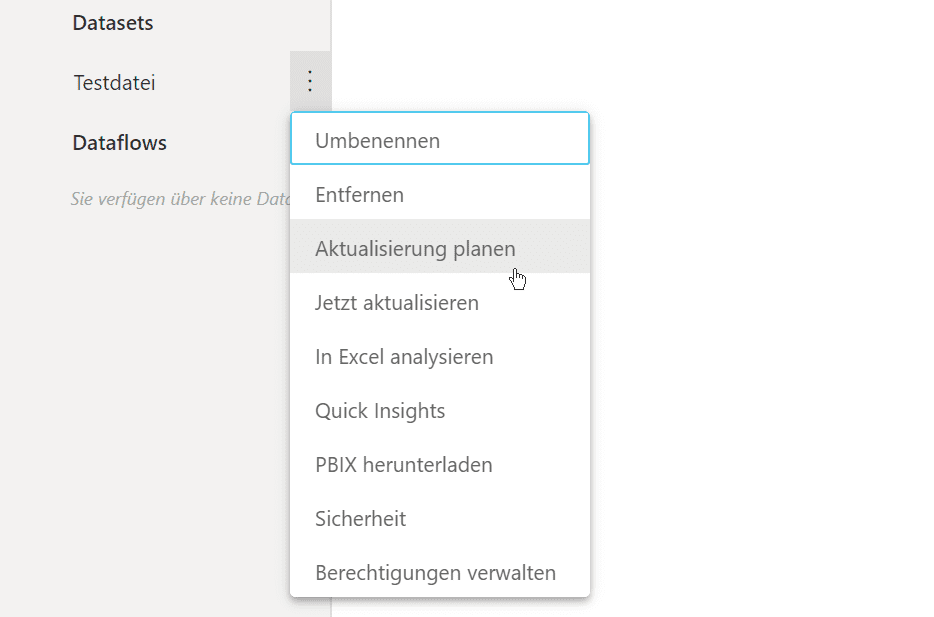 Datasets
Testdatei
Dataflows
Sie verfügen über keine
Umbenennen
Entfernen
Aktualisierung planen
Jetzt aktualisieren
In Excel analysieren
Quick Insights
PBIX herunterladen
Sicherheit
Berechtigungen verwalten